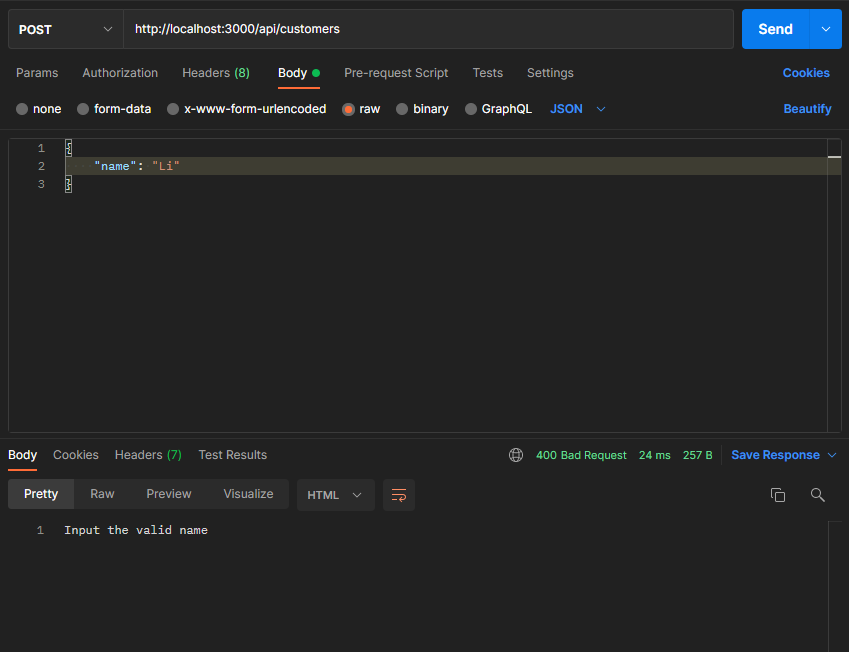 POST http://localhost:3000/api/customers Send
Params Authorization Headers (8) Body Pre-request Script Tests Settings Cookies
none form-data x-www-form-urlencoded raw binary GraphQL JSON Beautify
1 {
2 "name": "Li"
3 }
Body Cookies Headers (7) Test Results 400 Bad Request 24 ms 257 B Save Response
Pretty Raw Preview Visualize HTML
1 Input the valid name